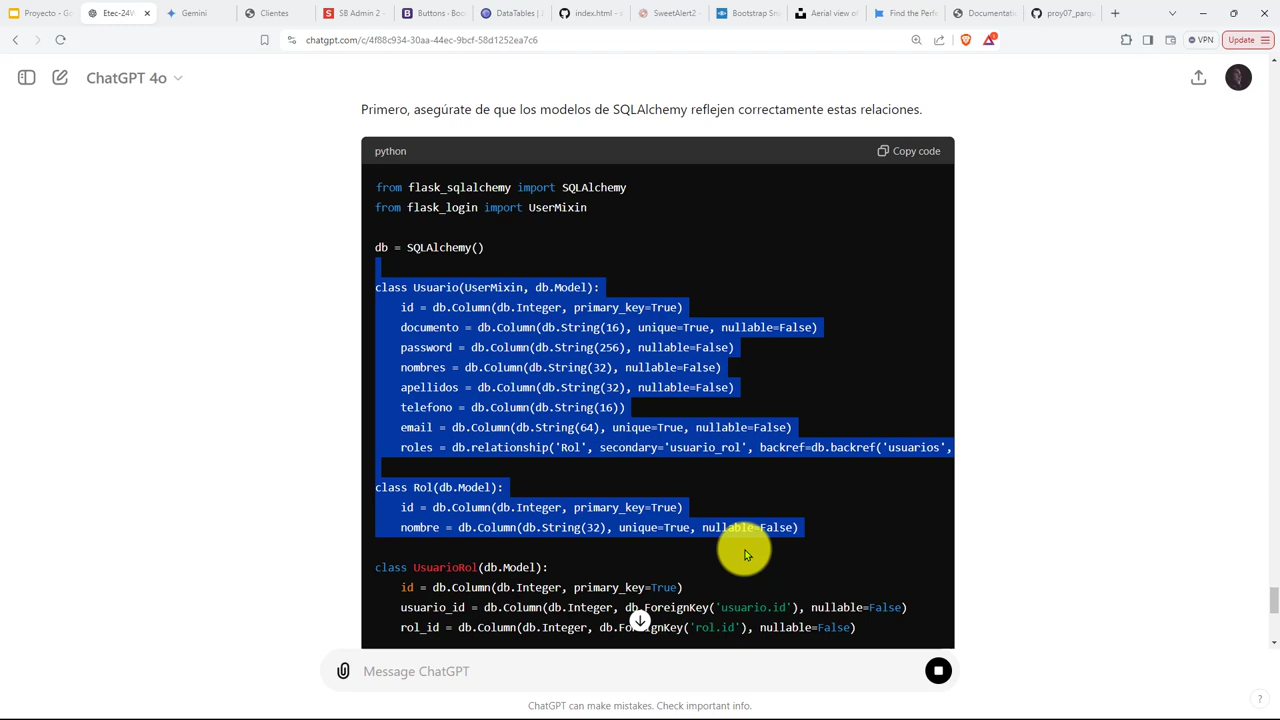 Proyecto - G
Etec-24W
Gemini
Clientes
SB Admin 2
Buttons - Boo
DataTables |
index.html -
SweetAlert2
Bootstrap Sni
Aerial view of
Find the Perfe
Documentati
proy07_parqu
chatgpt.com/c/4f88c934-30aa-44ec-9bcf-58d1252ea7c6
VPN
Update
ChatGPT 4o
Primero, asegúrate de que los modelos de SQLAlchemy reflejen correctamente estas relaciones.
python
Copy code
from flask_sqlalchemy import SQLAlchemy
from flask_login import UserMixin
db = SQLAlchemy()
class Usuario(UserMixin, db.Model):
id = db.Column(db.Integer, primary_key=True)
documento = db.Column(db.String(16), unique=True, nullable=False)
password = db.Column(db.String(256), nullable=False)
nombres = db.Column(db.String(32), nullable=False)
apellidos = db.Column(db.String(32), nullable=False)
telefono = db.Column(db.String(16))
email = db.Column(db.String(64), unique=True, nullable=False)
roles = db.relationship('Rol', secondary='usuario_rol', backref=db.backref('usuarios',
class Rol(db.Model):
id = db.Column(db.Integer, primary_key=True)
nombre = db.Column(db.String(32), unique=True, nullable=False)
class UsuarioRol(db.Model):
id = db.Column(db.Integer, primary_key=True)
usuario_id = db.Column(db.Integer, db.ForeignKey('usuario.id'), nullable=False)
rol_id = db.Column(db.Integer, db.ForeignKey('rol.id'), nullable=False)
Message ChatGPT
ChatGPT can make mistakes. Check important info.
?